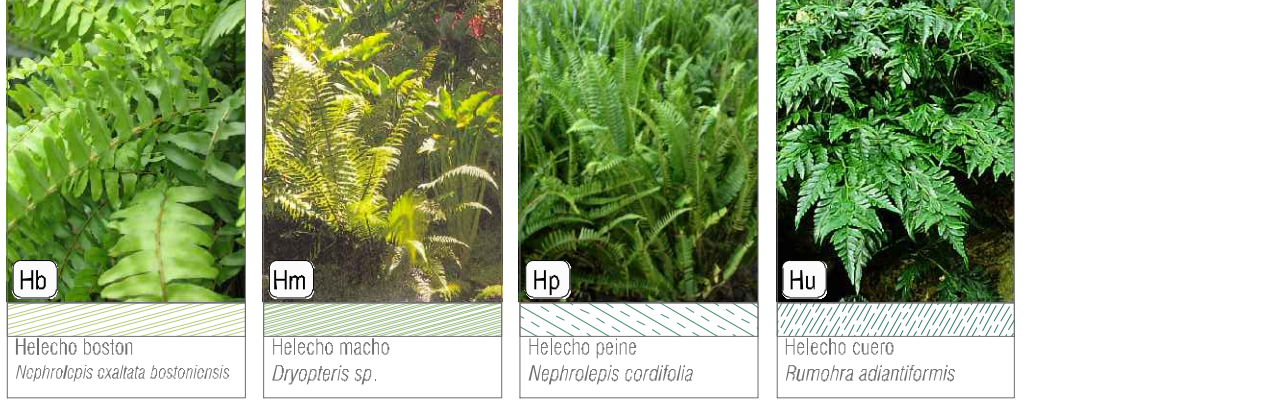 Hb
Helecho boston
Nephrolepis exaltata bostoniensis
Hm
Helecho macho
Dryopteris sp.
Hp
Helecho peine
Nephrolepis cordifolia
Hu
Helecho cuero
Rumohra adiantiformis